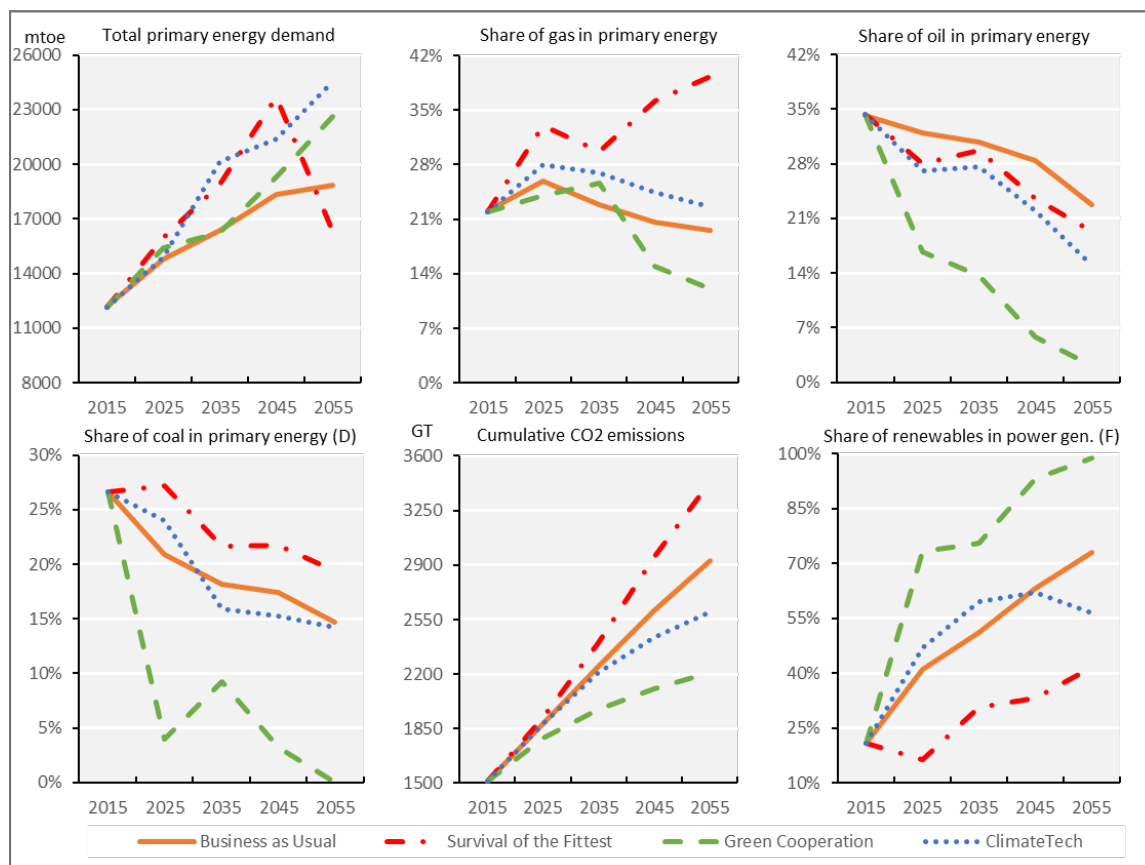 mtoe
Total primary energy demand
26000
23000
20000
17000
14000
11000
8000
2015 2025 2035 2045 2055
Share of gas in primary energy
42%
35%
28%
21%
14%
7%
0%
2015 2025 2035 2045 2055
Share of oil in primary energy
42%
35%
28%
21%
14%
7%
0%
2015 2025 2035 2045 2055
Share of coal in primary energy (D)
30%
25%
20%
15%
10%
5%
0%
2015 2025 2035 2045 2055
GT
Cumulative CO2 emissions
3600
3250
2900
2550
2200
1850
1500
2015 2025 2035 2045 2055
Share of renewables in power gen. (F)
100%
85%
70%
55%
40%
25%
10%
2015 2025 2035 2045 2055
Business as Usual Survival of the Fittest Green Cooperation ClimateTech